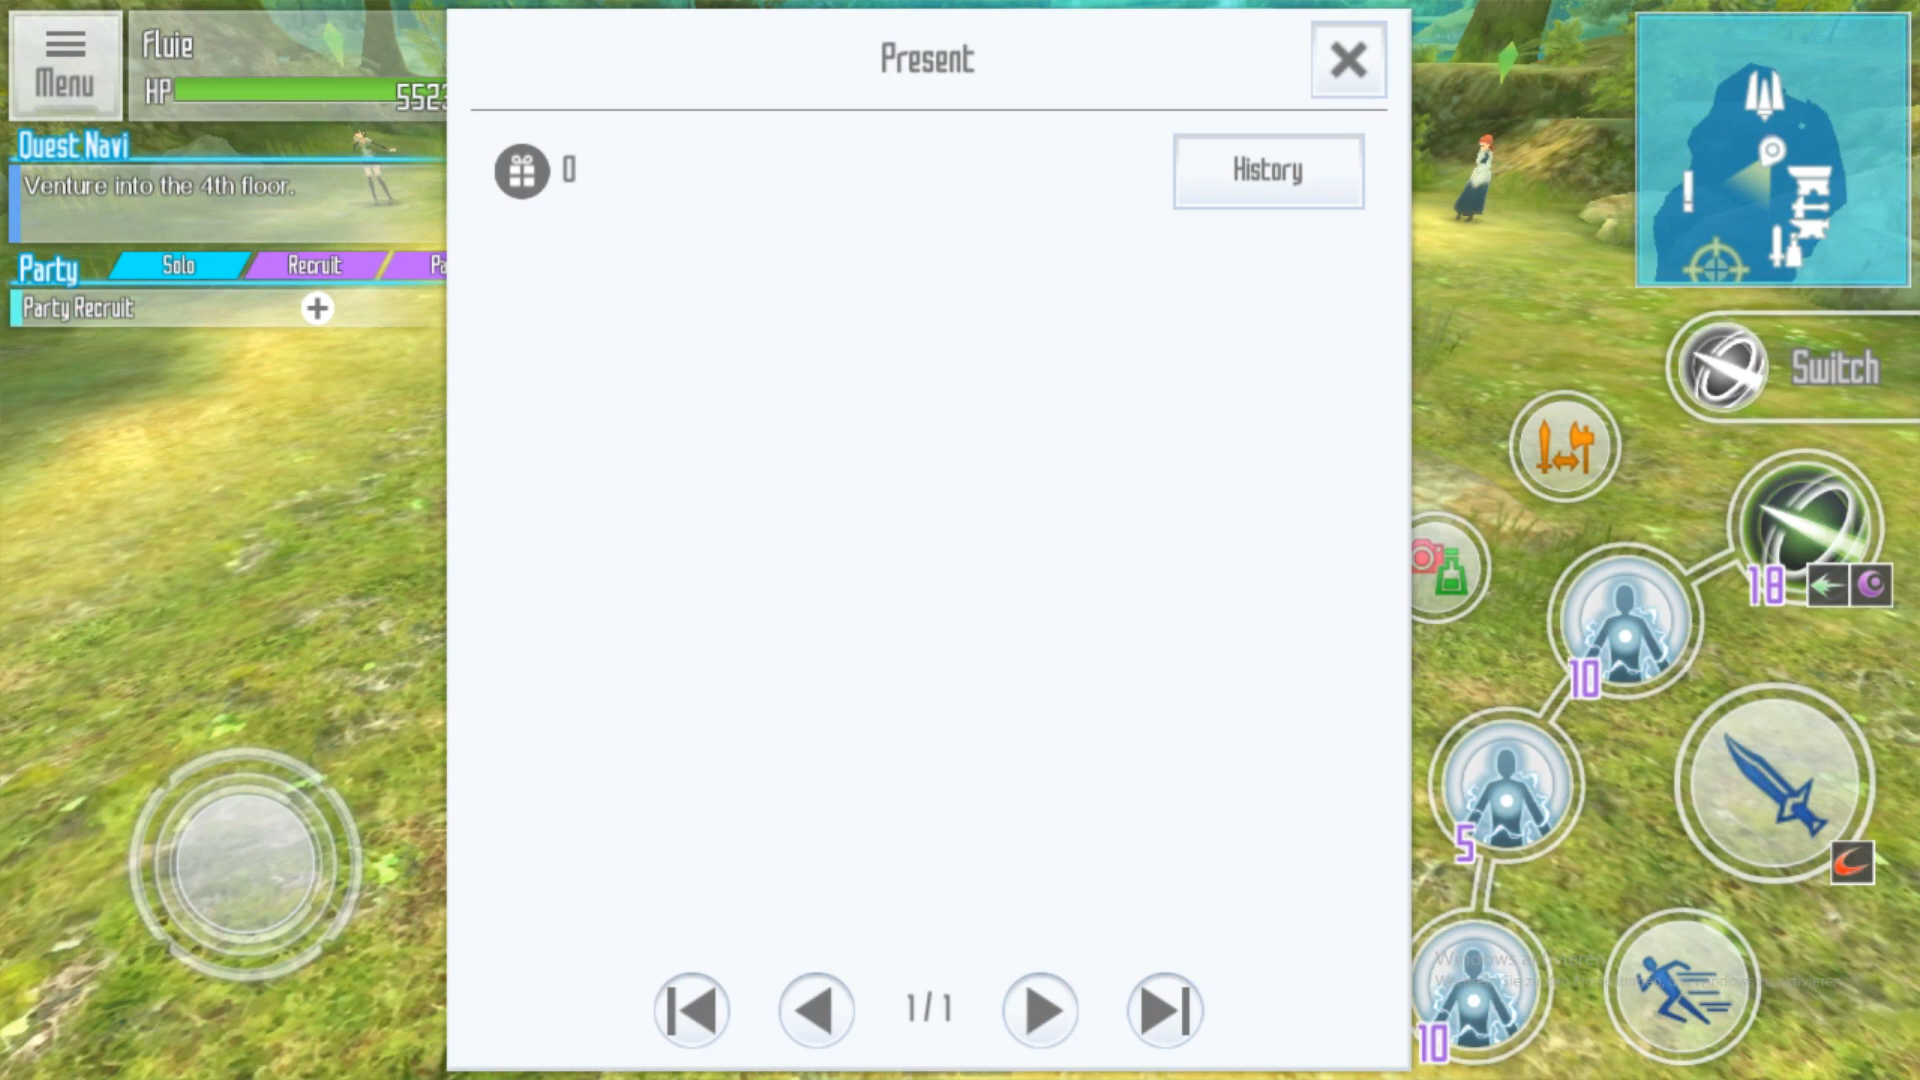 Menu
Fluie
HP
5523
Quest Navi
Venture into the 4th floor.
Party
Solo
Recruit
Party Recruit
Present
0
History
1/1
Switch
18
10
5
10